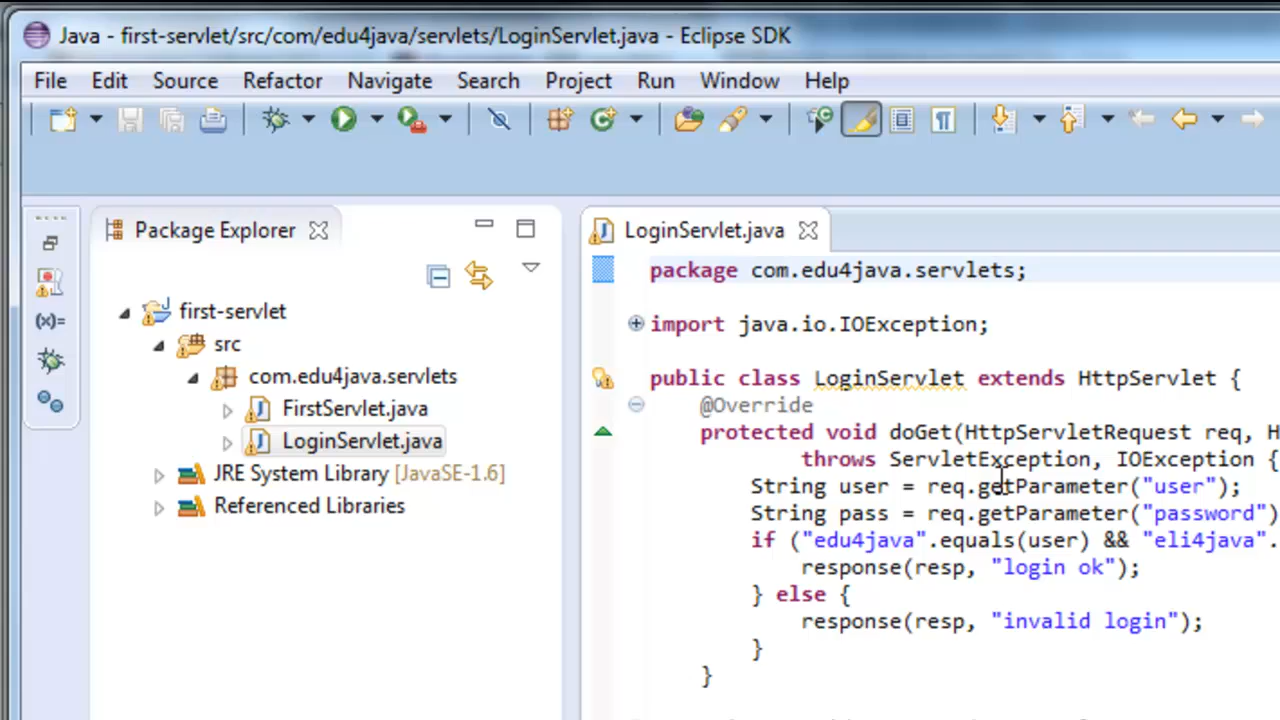 Java - first-servlet/src/com/edu4java/servlets/LoginServlet.java - Eclipse SDK
File Edit Source Refactor Navigate Search Project Run Window Help
Package Explorer
first-servlet
src
com.edu4java.servlets
FirstServlet.java
LoginServlet.java
JRE System Library [JavaSE-1.6]
Referenced Libraries
(x)=
LoginServlet.java
package com.edu4java.servlets;
import java.io.IOException;
public class LoginServlet extends HttpServlet {
@Override
protected void doGet(HttpServletRequest req, H
throws ServletException, IOException {
String user = req.getParameter("user");
String pass = req.getParameter("password")
if ("edu4java".equals(user) && "eli4java".
response(resp, "login ok");
} else {
response(resp, "invalid login");
}
}